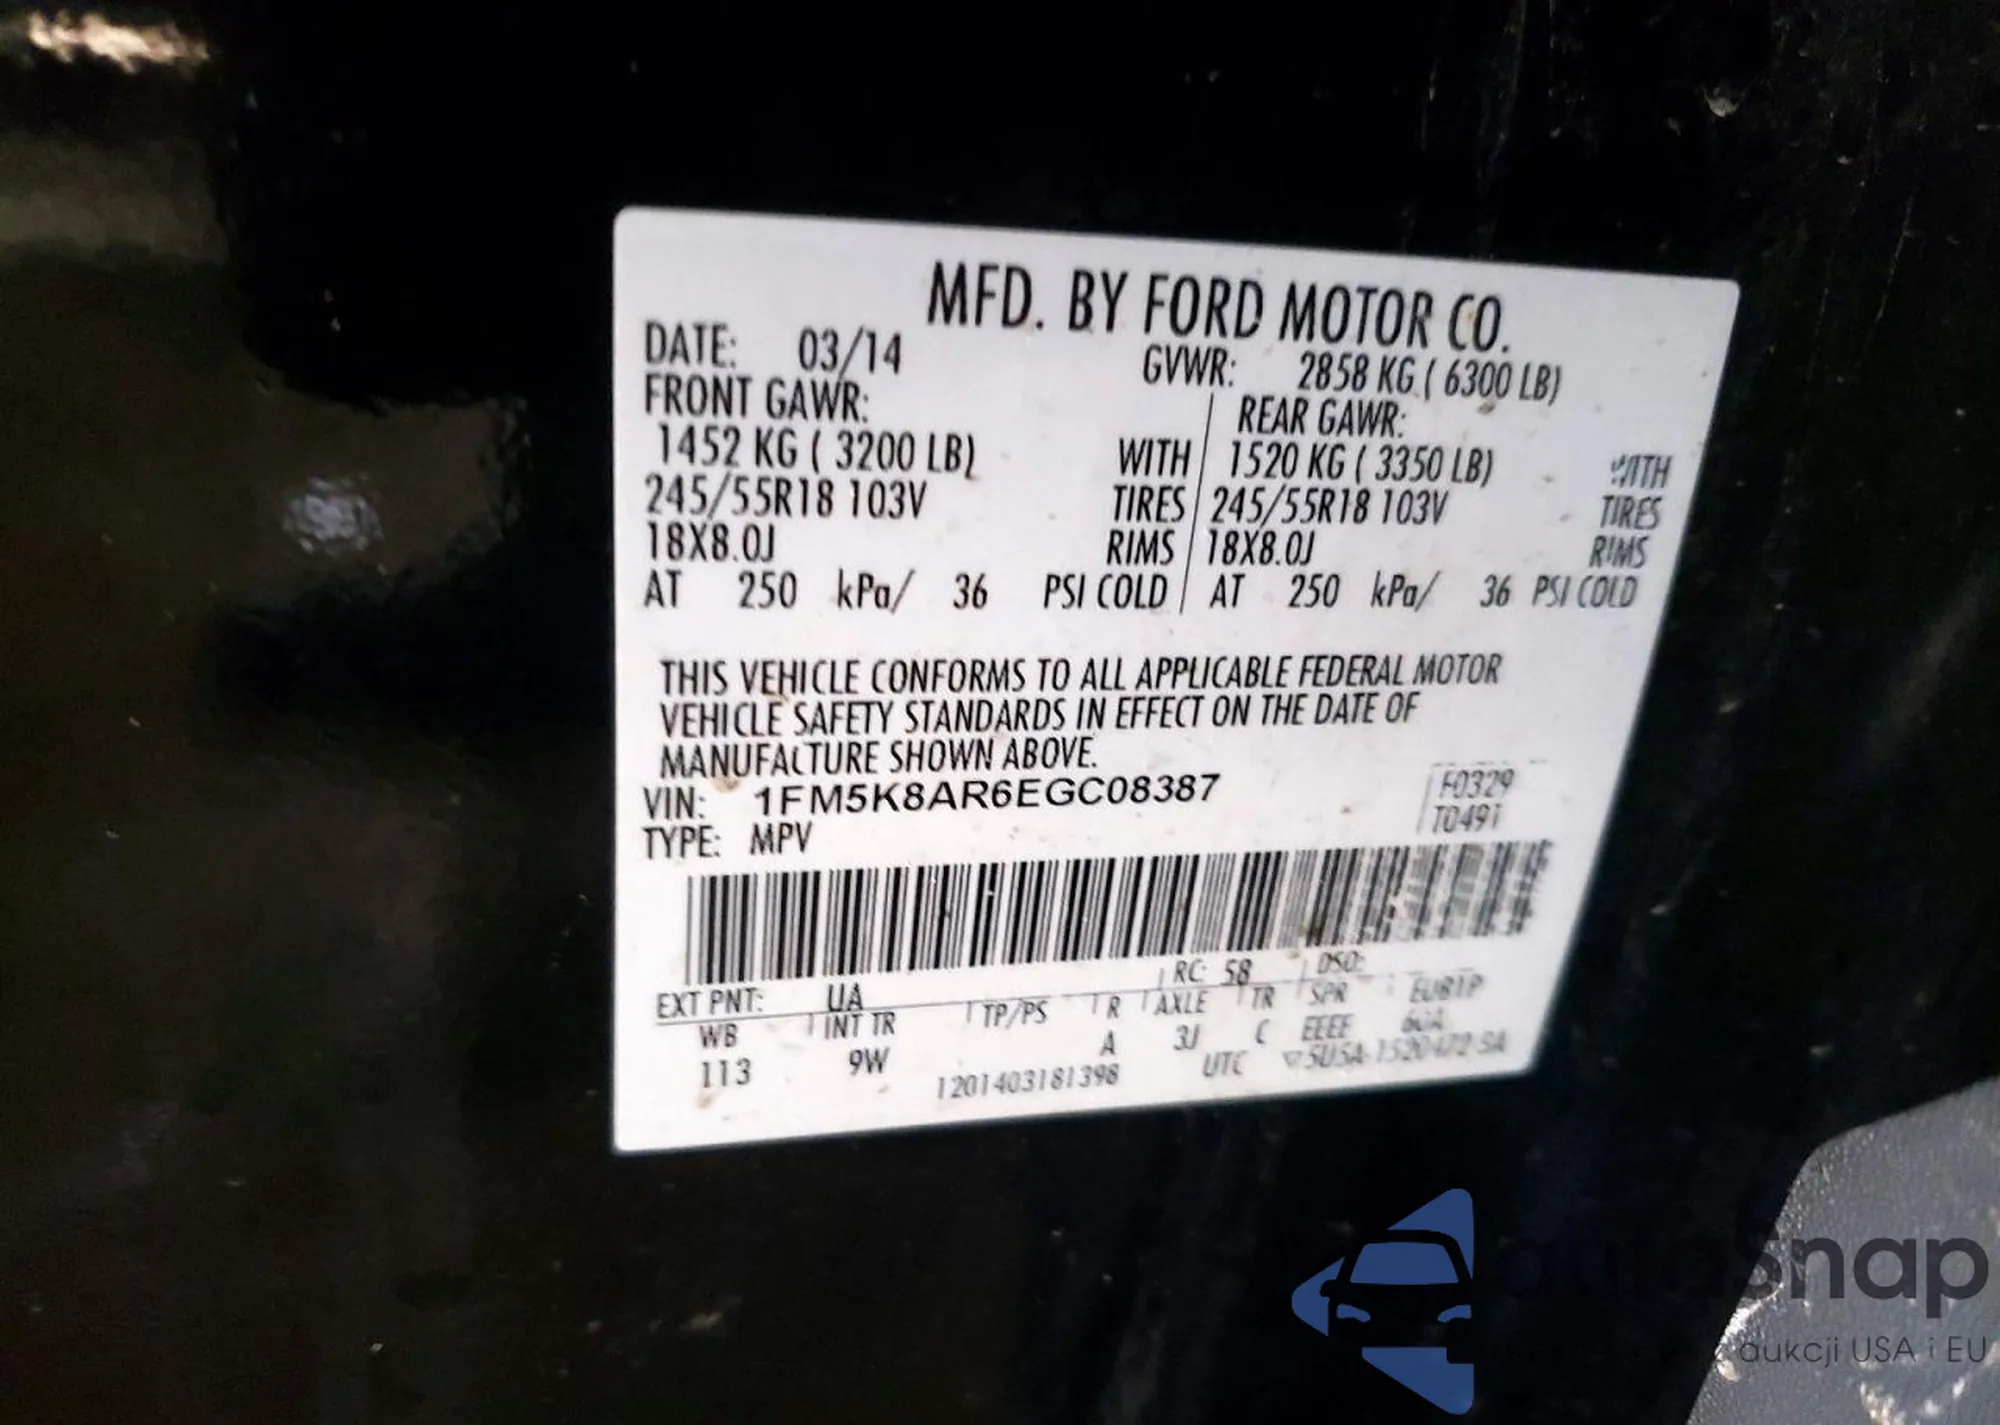 MFD. BY FORD MOTOR CO.
DATE: 03/14 GVWR: 2858 KG ( 6300 LB)
FRONT GAWR: REAR GAWR:
1452 KG ( 3200 LB) WITH 1520 KG ( 3350 LB) WITH
245/55R18 103V TIRES 245/55R18 103V TIRES
18X8.0J RIMS 18X8.0J RIMS
AT 250 kPa/ 36 PSI COLD AT 250 kPa/ 36 PSI COLD
THIS VEHICLE CONFORMS TO ALL APPLICABLE FEDERAL MOTOR
VEHICLE SAFETY STANDARDS IN EFFECT ON THE DATE OF
MANUFACTURE SHOWN ABOVE.
VIN: 1FM5K8AR6EGC08387 F0329
TYPE: MPV T0491
RC: 58 DSO:
EXT PNT: UA
WB INT TR TP/PS R AXLE TR SPR
113 9W A 3J C EEEE
1201403181398 UTC
autoSnap
aukcji USA i EU